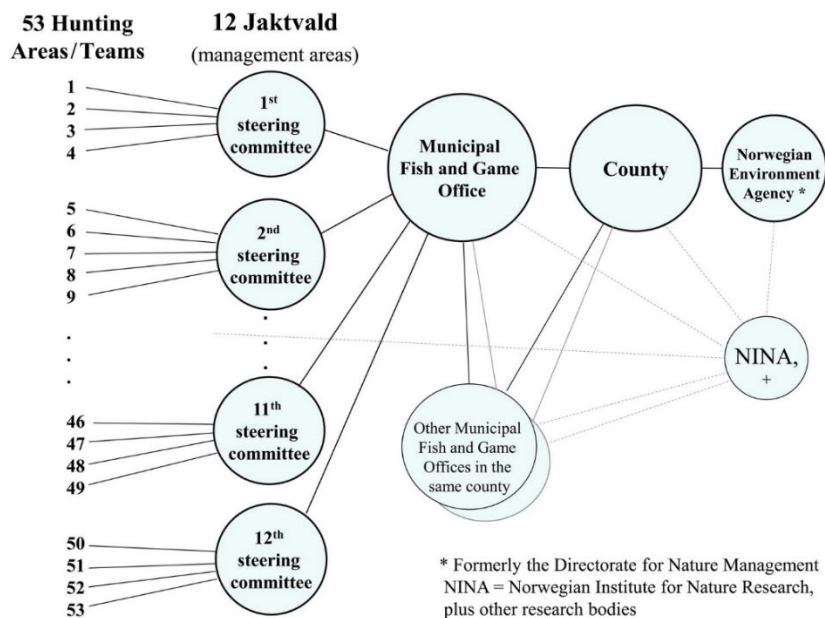 53 Hunting
Areas/Teams
12 Jaktvald
(management areas)
1
2
3
4
1st
steering
committee
5
6
7
8
9
2nd
steering
committee
46
47
48
49
11th
steering
committee
50
51
52
53
12th
steering
committee
Municipal
Fish and Game
Office
County
Norwegian
Environment
Agency *
NINA,
+
Other Municipal
Fish and Game
Offices in the
same county
* Formerly the Directorate for Nature Management
NINA = Norwegian Institute for Nature Research,
plus other research bodies